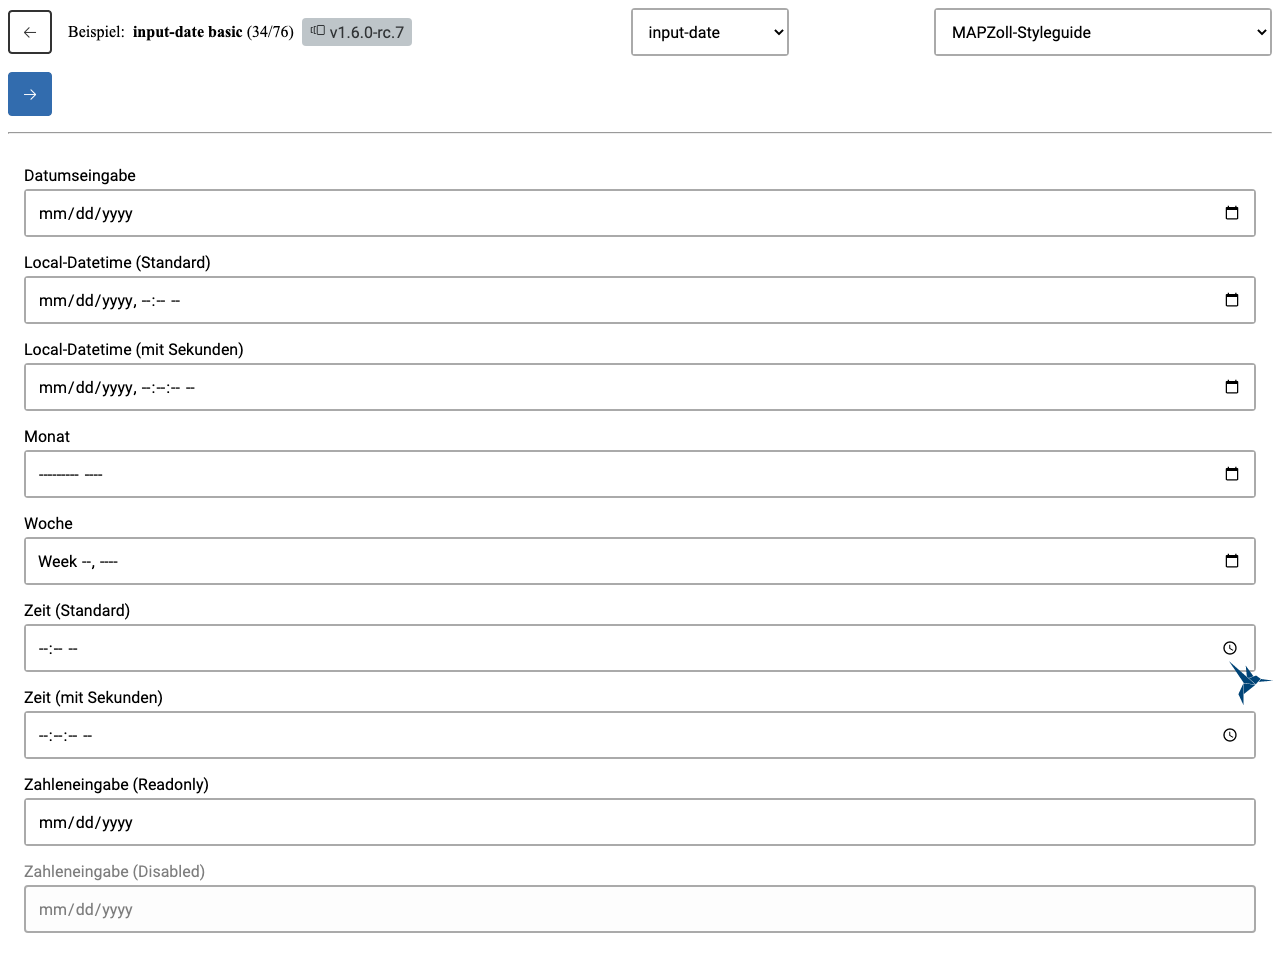 Beispiel: input-date basic (34/76) v1.6.0-rc.7 input-date MAPZoll-Styleguide
Datumseingabe
mm/dd/yyyy
Local-Datetime (Standard)
mm/dd/yyyy, --:-- --
Local-Datetime (mit Sekunden)
mm/dd/yyyy, --:--:-- --
Monat
--------- ----
Woche
Week --, ----
Zeit (Standard)
--:-- --
Zeit (mit Sekunden)
--:--:-- --
Zahleneingabe (Readonly)
mm/dd/yyyy
Zahleneingabe (Disabled)
mm/dd/yyyy